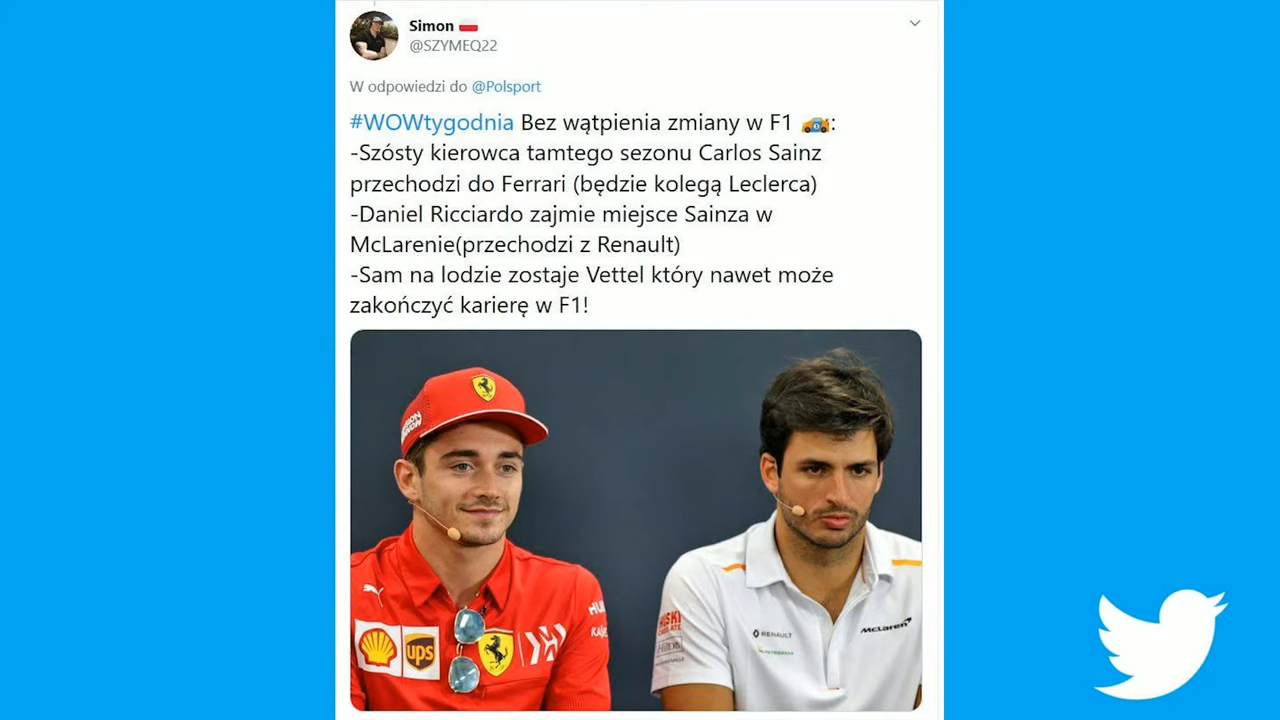 Simon
@SZYMEQ22
W odpowiedzi do @Polsport
#WOWtygodnia Bez wątpienia zmiany w F1 :
-Szósty kierowca tamtego sezonu Carlos Sainz
przechodzi do Ferrari (będzie kolegą Leclerca)
-Daniel Ricciardo zajmie miejsce Sainza w
McLarenie(przechodzi z Renault)
-Sam na lodzie zostaje Vettel który nawet może
zakończyć karierę w F1!
ups
RENAULT
McLaren
HUSKI